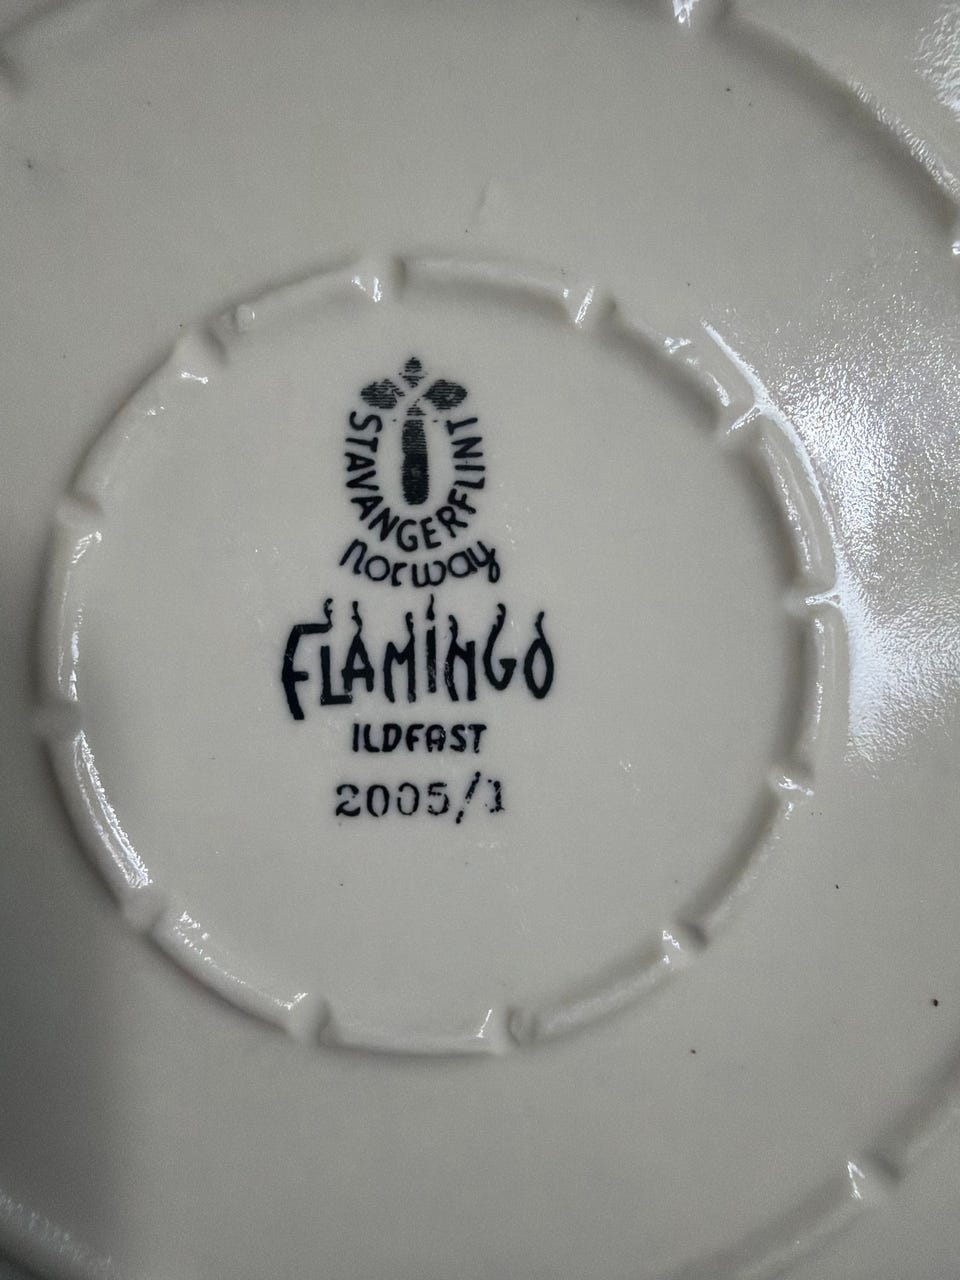 STAVANGERFLINT
norway
FLAMINGO
ILDFAST
2005/1